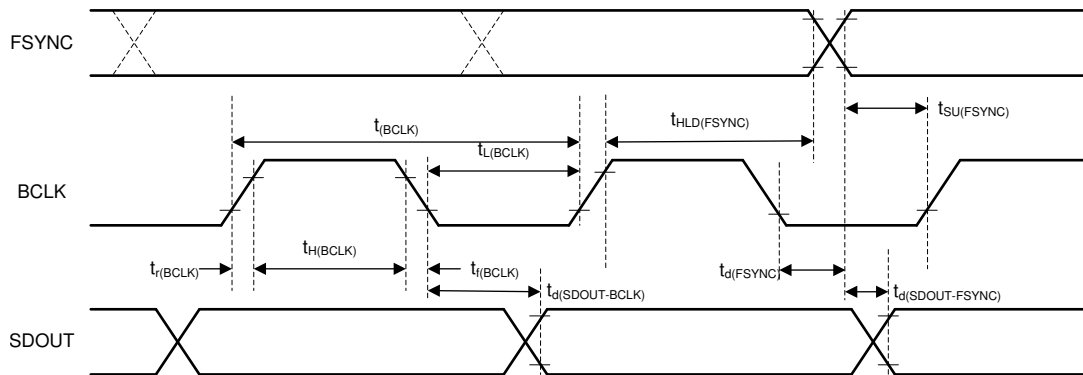 FSYNC
t(BCLK)
tHLD(FSYNC)
tSU(FSYNC)
tL(BCLK)
BCLK
tr(BCLK)
tH(BCLK)
tf(BCLK)
td(FSYNC)
td(SDOUT-BCLK)
td(SDOUT-FSYNC)
SDOUT